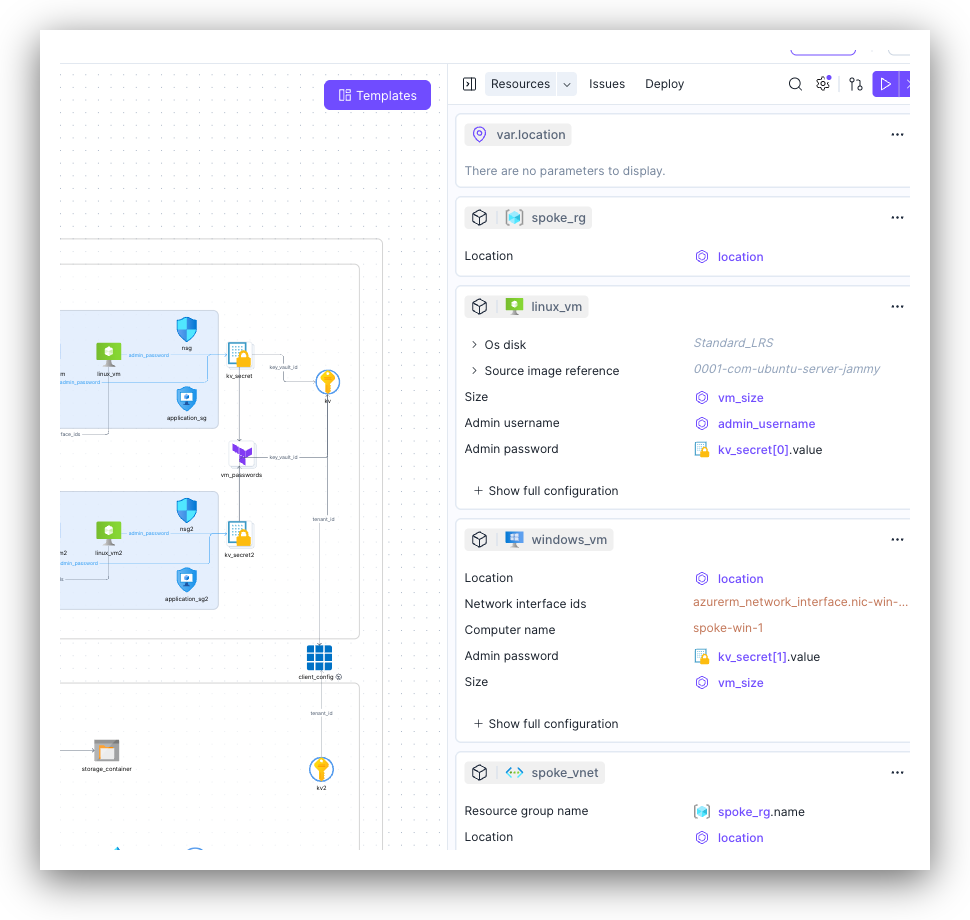 Templates
Resources
Issues
Deploy
nsg
linux_vm
admin_password
admin_password
application_sg
kv_secret
key_vault_id
kv
vm_passwords
key_vault_id
nsg2
linux_vm2
admin_password
application_sg2
kv_secret2
tenant_id
client_config
tenant_id
storage_container
kv2
var.location
There are no parameters to display.
spoke_rg
Location location
linux_vm
Os disk Standard_LRS
Source image reference 0001-com-ubuntu-server-jammy
Size vm_size
Admin username admin_username
Admin password kv_secret[0].value
+ Show full configuration
windows_vm
Location location
Network interface ids azurerm_network_interface.nic-win-...
Computer name spoke-win-1
Admin password kv_secret[1].value
Size vm_size
+ Show full configuration
spoke_vnet
Resource group name spoke_rg.name
Location location